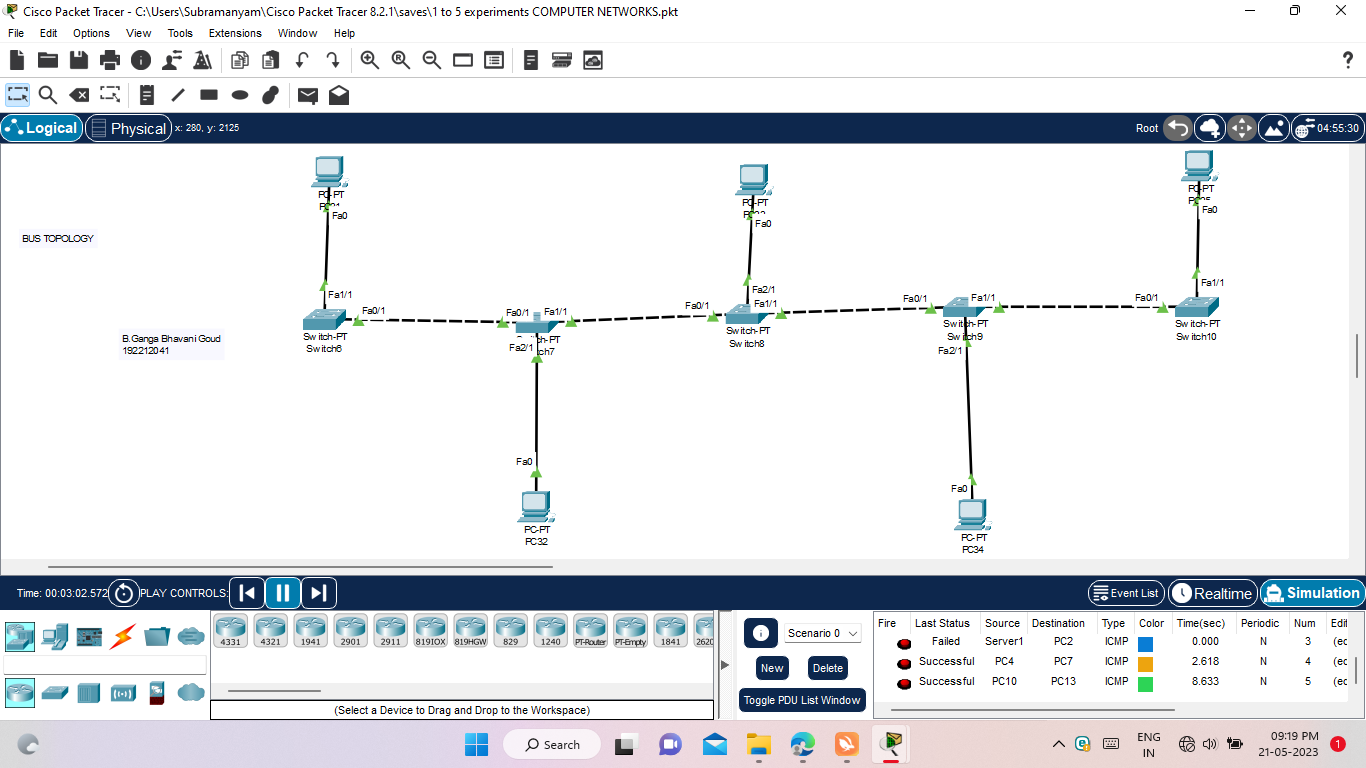 Cisco Packet Tracer - C:\Users\Subramanyam\Cisco Packet Tracer 8.2.1\saves\1 to 5 experiments COMPUTER NETWORKS.pkt
File Edit Options View Tools Extensions Window Help
Logical Physical x: 280, y: 2125 Root 04:55:30
PC-PT
Fa0
PC-PT
Fa0
PC-PT
Fa0
BUS TOPOLOGY
Fa1/1
Fa0/1
Fa0/1
Fa1/1
Fa0/1
Fa2/1
Fa1/1
Fa0/1
Fa1/1
Fa0/1
Fa1/1
Switch-PT
Switch6
Fa2/1
Switch-PT
Switch8
Switch-PT
Switch9
Fa2/1
Switch-PT
Switch10
B.Ganga Bhavani Goud
192212041
Fa0
PC-PT
PC32
Fa0
PC-PT
PC34
Time: 00:03:02.572 PLAY CONTROLS: Event List Realtime Simulation
4331 4321 1941 2901 2911 819IOX 819HGW 829 1240 PT-Router PT-Empty 1841 2620
(Select a Device to Drag and Drop to the Workspace)
Scenario 0
New Delete
Toggle PDU List Window
Fire Last Status Source Destination Type Color Time(sec) Periodic Num Edit
Failed Server1 PC2 ICMP 0.000 N 3 (ec
Successful PC4 PC7 ICMP 2.618 N 4 (ec
Successful PC10 PC13 ICMP 8.633 N 5 (ec
Search
ENG
IN
09:19 PM
21-05-2023
1